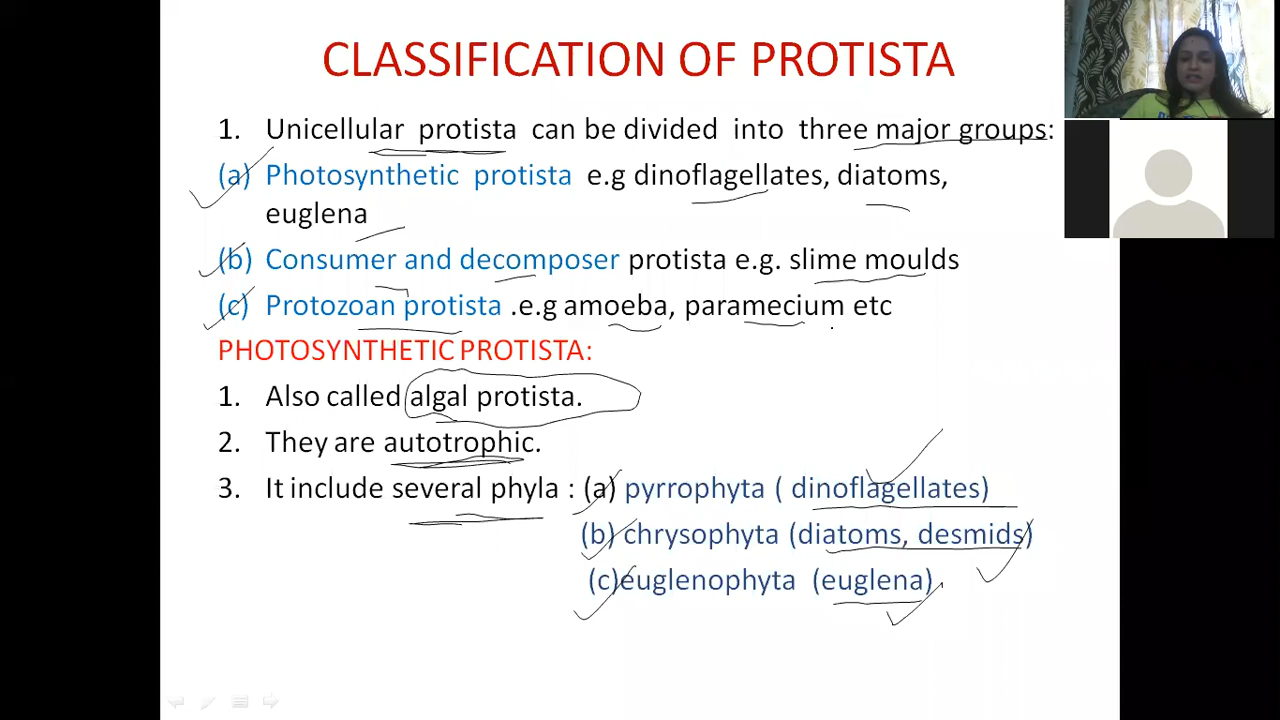 CLASSIFICATION OF PROTISTA
1. Unicellular protista can be divided into three major groups:
(a) Photosynthetic protista e.g dinoflagellates, diatoms,
euglena
(b) Consumer and decomposer protista e.g. slime moulds
(c) Protozoan protista .e.g amoeba, paramecium etc
PHOTOSYNTHETIC PROTISTA:
1. Also called algal protista.
2. They are autotrophic.
3. It include several phyla : (a) pyrrophyta ( dinoflagellates)
(b) chrysophyta (diatoms, desmids)
(c)euglenophyta (euglena)